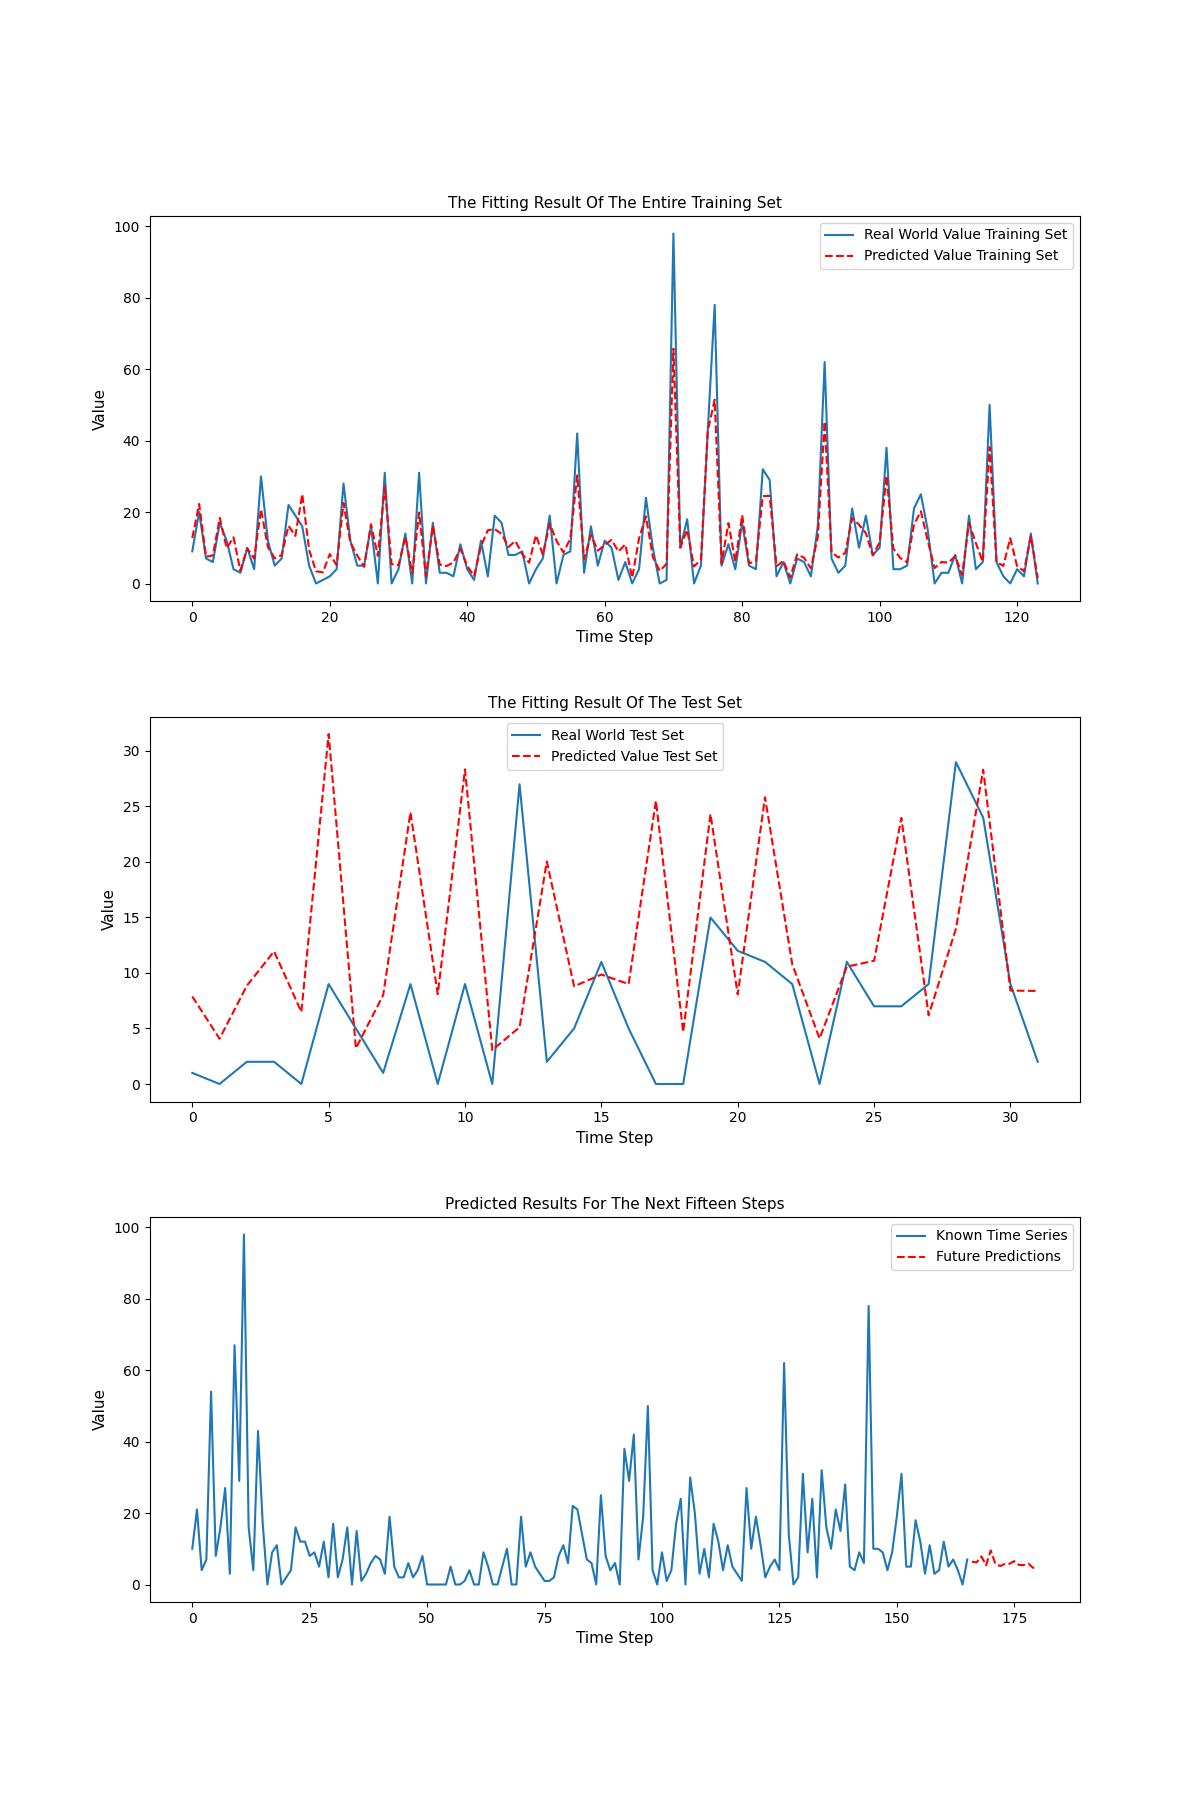 The Fitting Result Of The Entire Training Set
100
Real World Value Training Set
Predicted Value Training Set
80
60
Value
40
20
0
0 20 40 60 80 100 120
Time Step
The Fitting Result Of The Test Set
Real World Test Set
Predicted Value Test Set
30
25
20
Value
15
10
5
0
0 5 10 15 20 25 30
Time Step
Predicted Results For The Next Fifteen Steps
100
Known Time Series
Future Predictions
80
60
Value
40
20
0
0 25 50 75 100 125 150 175
Time Step